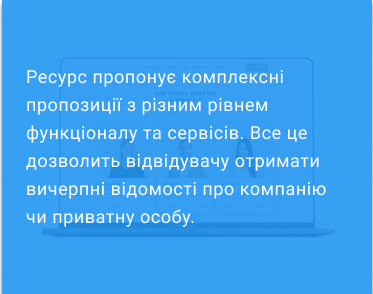 Ресурс пропонує комплексні
пропозиції з різним рівнем
функціоналу та сервісів. Все це
дозволить відвідувачу отримати
вичерпні відомості про компанію
чи приватну особу.